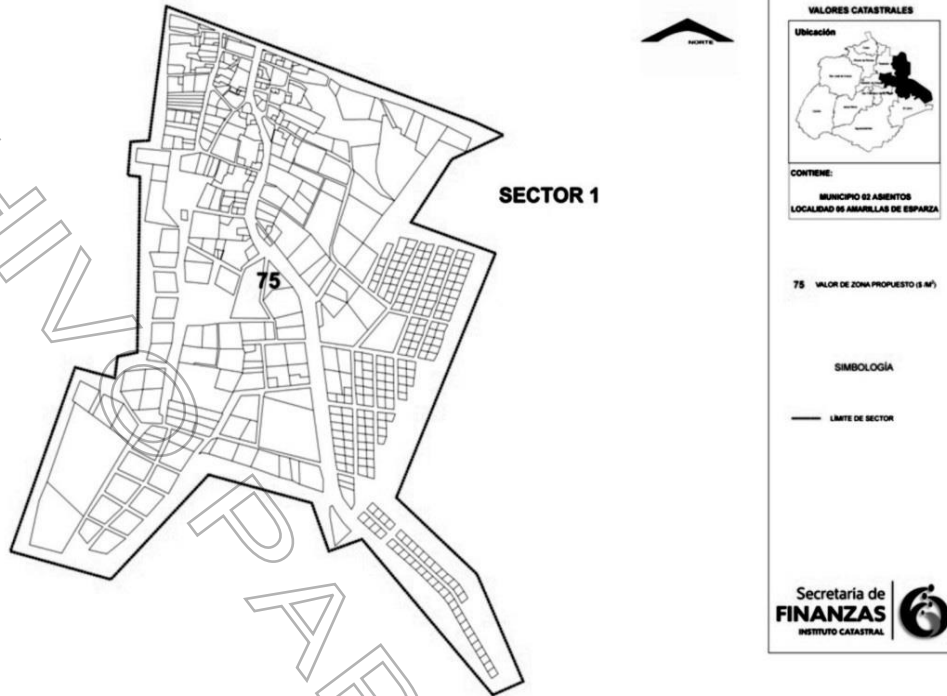 NORTE
SECTOR 1
75
VALORES CATASTRALES
Ubicación
CONTIENE:
MUNICIPIO 02 ASIENTOS
LOCALIDAD 95 AMARILLAS DE ESPARZA
75 VALOR DE ZONA PROPUESTO ($/M²)
SIMBOLOGÍA
LÍMITE DE SECTOR
Secretaría de
FINANZAS
INSTITUTO CATASTRAL